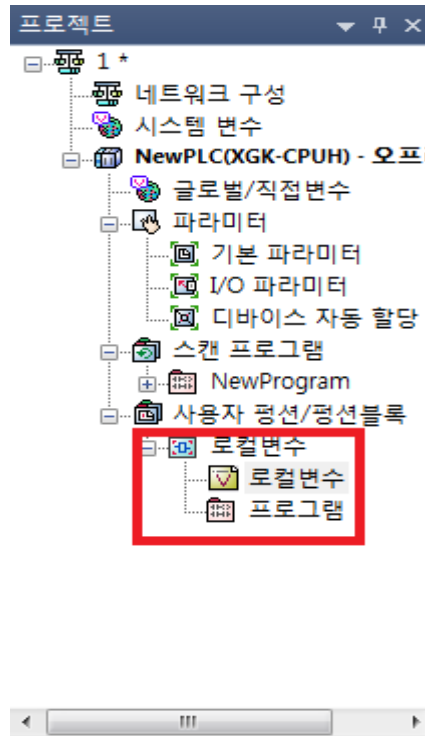 프로젝트
1 *
네트워크 구성
시스템 변수
NewPLC(XGK-CPUH) - 오프
글로벌/직접변수
파라미터
기본 파라미터
I/O 파라미터
디바이스 자동 할당
스캔 프로그램
NewProgram
사용자 펑션/펑션블록
로컬변수
로컬변수
프로그램